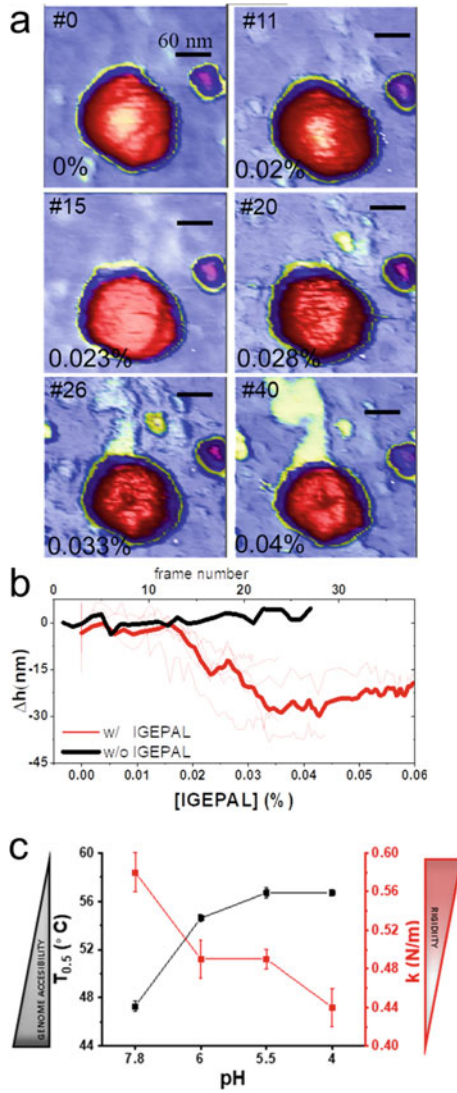 a
#0
60 nm
0%
#11
0.02%
#15
0.023%
#20
0.028%
#26
0.033%
#40
0.04%
b
frame number
0 10 20 30
0
-15
-30
-45
Δh(nm)
w/ IGEPAL
w/o IGEPAL
0.00 0.01 0.02 0.03 0.04 0.05 0.06
[IGEPAL] (%)
c
GENOME ACCESIBILITY
T0.5 (° C)
60
56
52
48
44
0.60
0.56
0.52
0.48
0.44
0.40
k (N/m)
RIGIDITY
7.8 6 5.5 4
pH